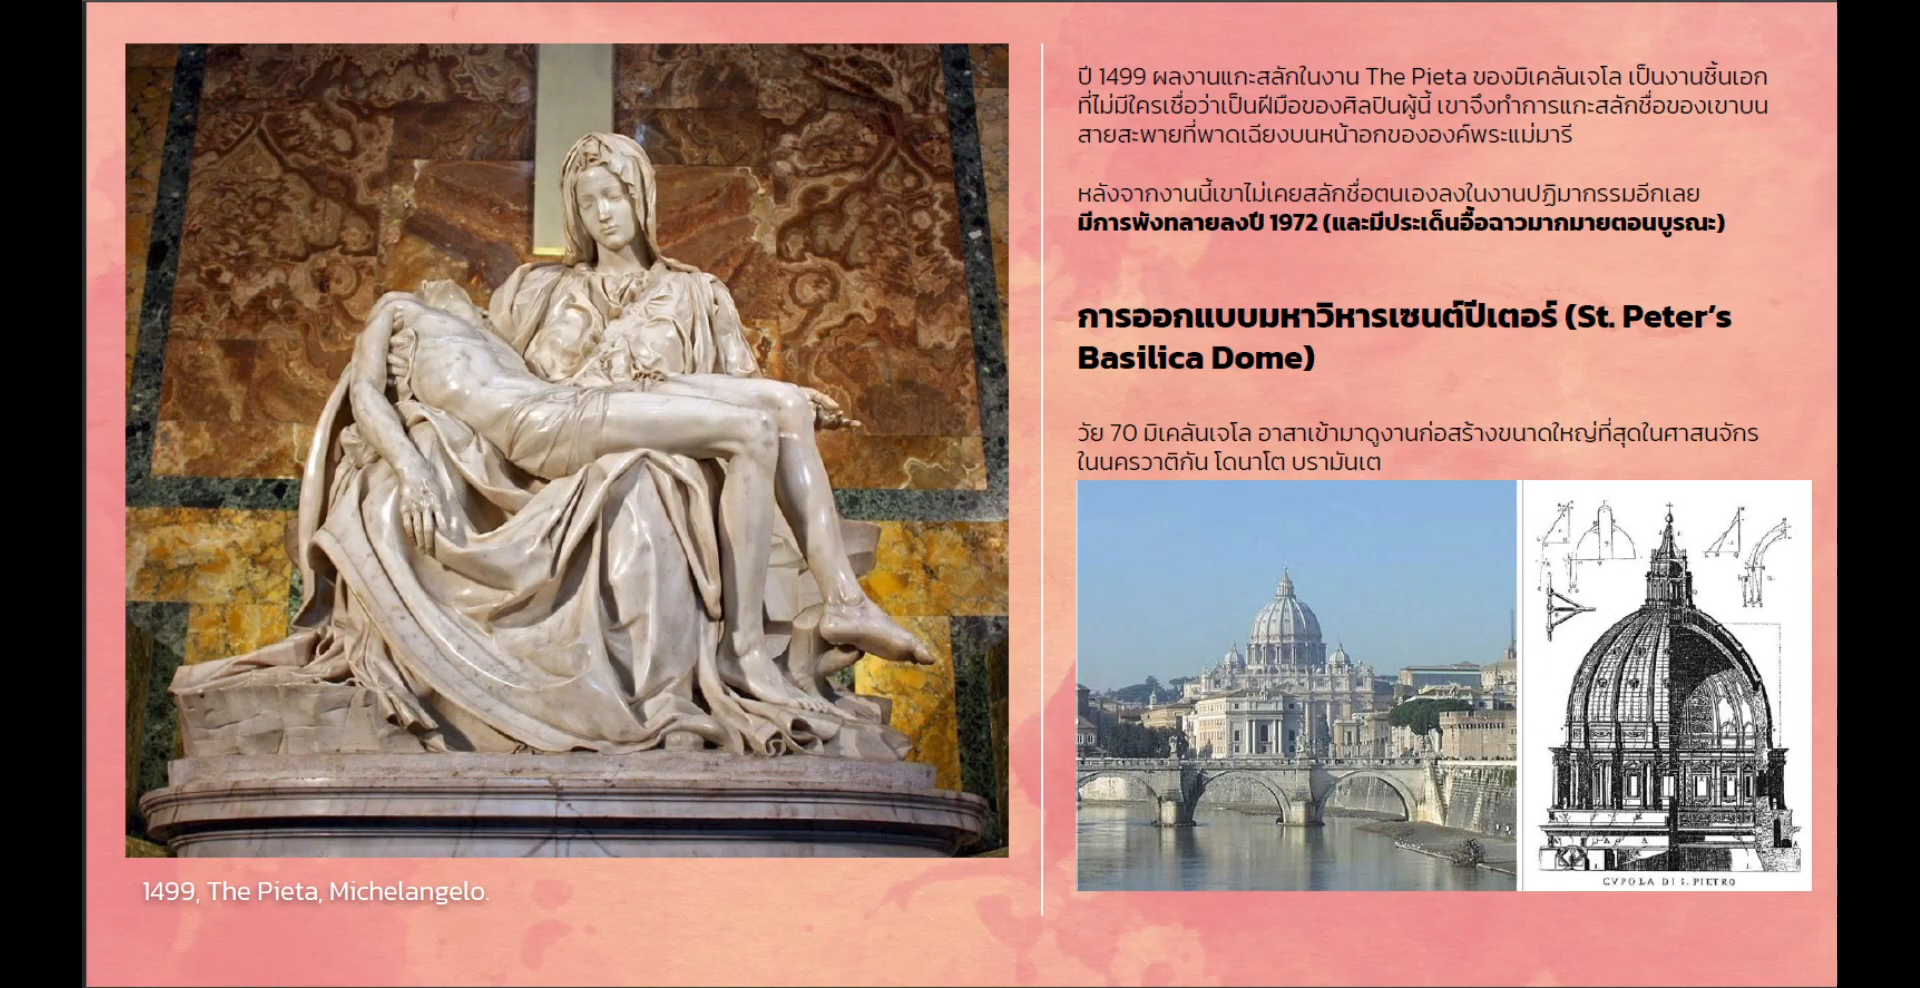 ปี 1499 ผลงานแกะสลักในงาน The Pieta ของมิเคลันเจโล เป็นงานชิ้นเอก
ที่ไม่มีใครเชื่อว่าเป็นฝีมือของศิลปินผู้นี้ เขาจึงทำการแกะสลักชื่อของเขาบน
สายสะพายที่พาดเฉียงบนหน้าอกขององค์พระแม่มารี
หลังจากงานนี้เขาไม่เคยสลักชื่อตนเองลงในงานปฏิมากรรมอีกเลย
มีการพังทลายลงปี 1972 (และมีประเด็นอื้อฉาวมากมายตอนบูรณะ)
การออกแบบมหาวิหารเซนต์ปีเตอร์ (St. Peter’s
Basilica Dome)
วัย 70 มิเคลันเจโล อาสาเข้ามาดูงานก่อสร้างขนาดใหญ่ที่สุดในศาสนจักร
ในนครวาติกัน โดนาโต บรามันเต
CVPOLA DI S. PIETRO
1499, The Pieta, Michelangelo.